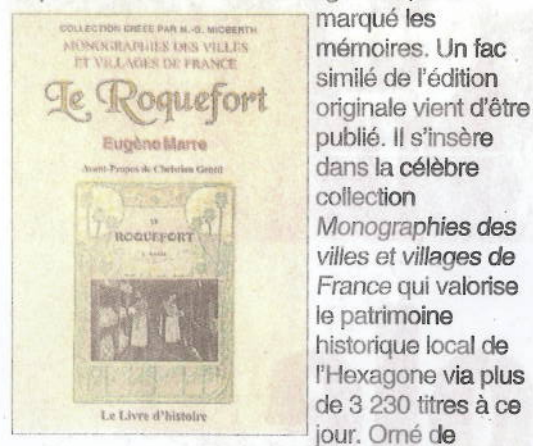 COLLECTION CRÉÉE PAR M.-G. MICBERTH
MONOGRAPHIES DES VILLES
ET VILLAGES DE FRANCE
Le Roquefort
Eugène Marre
Avant-Propos de Christian Gentil
LE
ROQUEFORT
Le Livre d'histoire
marqué les
mémoires. Un fac
similé de l'édition
originale vient d'être
publié. Il s'insère
dans la célèbre
collection
Monographies des
villes et villages de
France qui valorise
le patrimoine
historique local de
l'Hexagone via plus
de 3 230 titres à ce
jour. Orné de